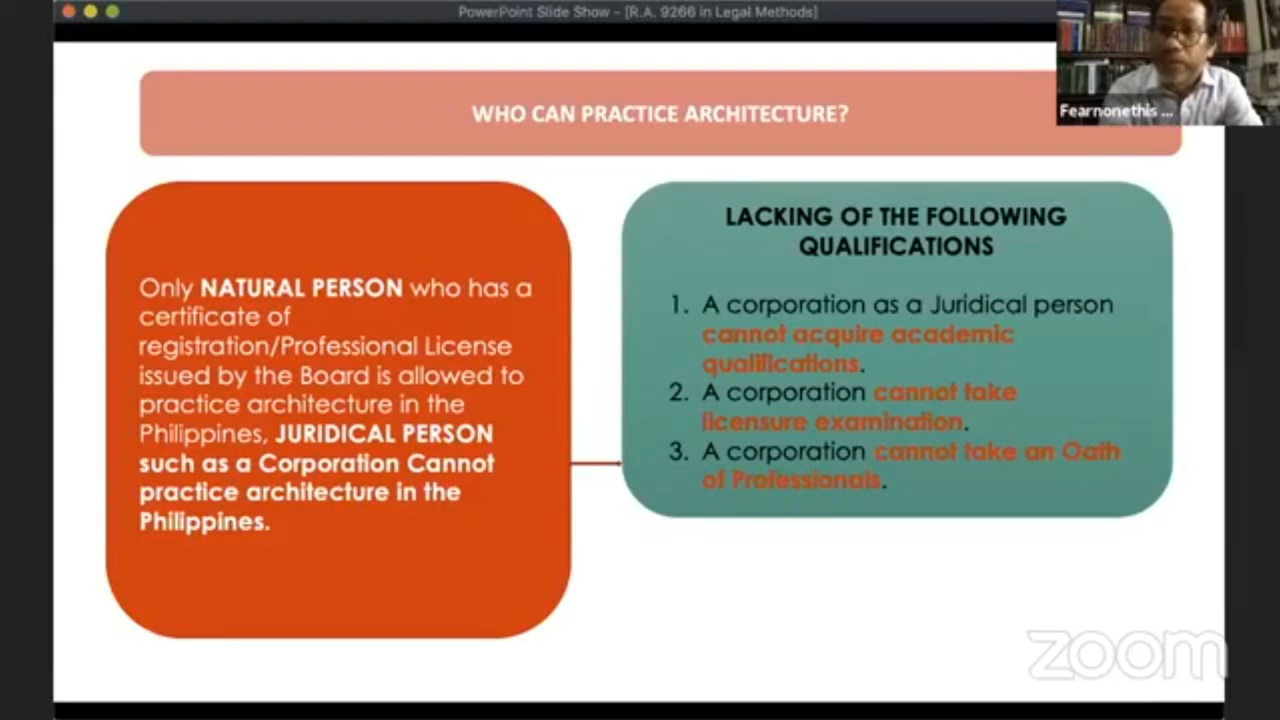 PowerPoint Slide Show - [R.A. 9266 in Legal Methods]
WHO CAN PRACTICE ARCHITECTURE?
Fearnonethis ...
Only NATURAL PERSON who has a
certificate of
registration/Professional License
issued by the Board is allowed to
practice architecture in the
Philippines, JURIDICAL PERSON
such as a Corporation Cannot
practice architecture in the
Philippines.
LACKING OF THE FOLLOWING
QUALIFICATIONS
1. A corporation as a Juridical person
cannot acquire academic
qualifications.
2. A corporation cannot take
licensure examination.
3. A corporation cannot take an Oath
of Professionals.
zoom